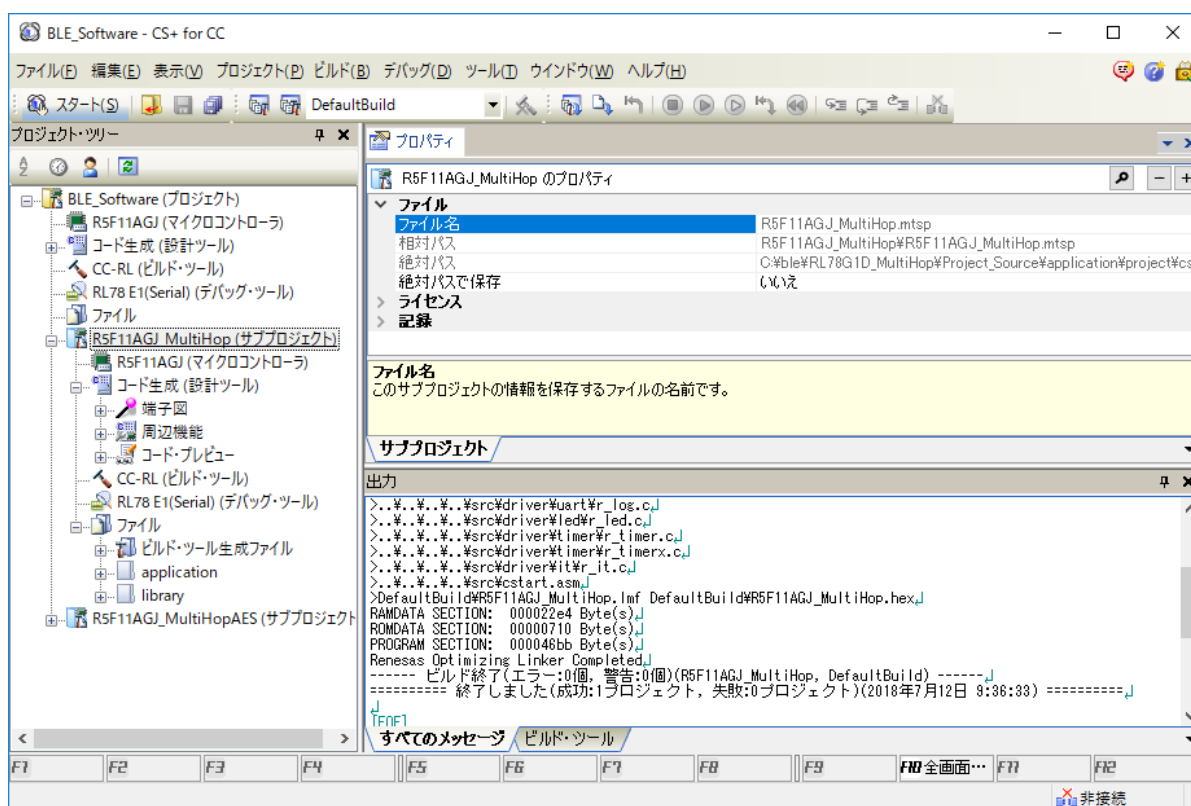 BLE_Software - CS+ for CC
ファイル(F) 編集(E) 表示(V) プロジェクト(P) ビルド(B) デバッグ(D) ツール(T) ウインドウ(W) ヘルプ(H)
スタート(S) DefaultBuild
プロジェクト・ツリー
BLE_Software (プロジェクト)
R5F11AGJ (マイクロコントローラ)
コード生成 (設計ツール)
CC-RL (ビルド・ツール)
RL78 E1(Serial) (デバッグ・ツール)
ファイル
R5F11AGJ_MultiHop (サブプロジェクト)
R5F11AGJ (マイクロコントローラ)
コード生成 (設計ツール)
端子図
周辺機能
コード・プレビュー
CC-RL (ビルド・ツール)
RL78 E1(Serial) (デバッグ・ツール)
ファイル
ビルド・ツール生成ファイル
application
library
R5F11AGJ_MultiHopAES (サブプロジェクト
プロパティ
R5F11AGJ_MultiHop のプロパティ
ファイル
ファイル名 R5F11AGJ_MultiHop.mtsp
相対パス R5F11AGJ_MultiHop¥R5F11AGJ_MultiHop.mtsp
絶対パス C:¥ble¥RL78G1D_MultiHop¥Project_Source¥application¥project¥cs
絶対パスで保存 いいえ
ライセンス
記録
ファイル名
このサブプロジェクトの情報を保存するファイルの名前です。
サブプロジェクト
出力
>..¥..¥..¥..¥src¥driver¥uart¥r_log.c↓
>..¥..¥..¥..¥src¥driver¥led¥r_led.c↓
>..¥..¥..¥..¥src¥driver¥timer¥r_timer.c↓
>..¥..¥..¥..¥src¥driver¥timer¥r_timerx.c↓
>..¥..¥..¥..¥src¥driver¥it¥r_it.c↓
>..¥..¥..¥..¥src¥cstart.asm↓
>DefaultBuild¥R5F11AGJ_MultiHop.lmf DefaultBuild¥R5F11AGJ_MultiHop.hex↓
RAMDATA SECTION: 000022e4 Byte(s)↓
ROMDATA SECTION: 00000710 Byte(s)↓
PROGRAM SECTION: 000046bb Byte(s)↓
Renesas Optimizing Linker Completed↓
------ ビルド終了(エラー:0個, 警告:0個)(R5F11AGJ_MultiHop, DefaultBuild) ------↓
========== 終了しました(成功:1プロジェクト, 失敗:0プロジェクト)(2018年7月12日 9:36:33) ==========↓
↓
[EOF]
すべてのメッセージ ビルド・ツール
F1 F2 F3 F4 F5 F6 F7 F8 F9 F10 全画面… F11 F12
非接続